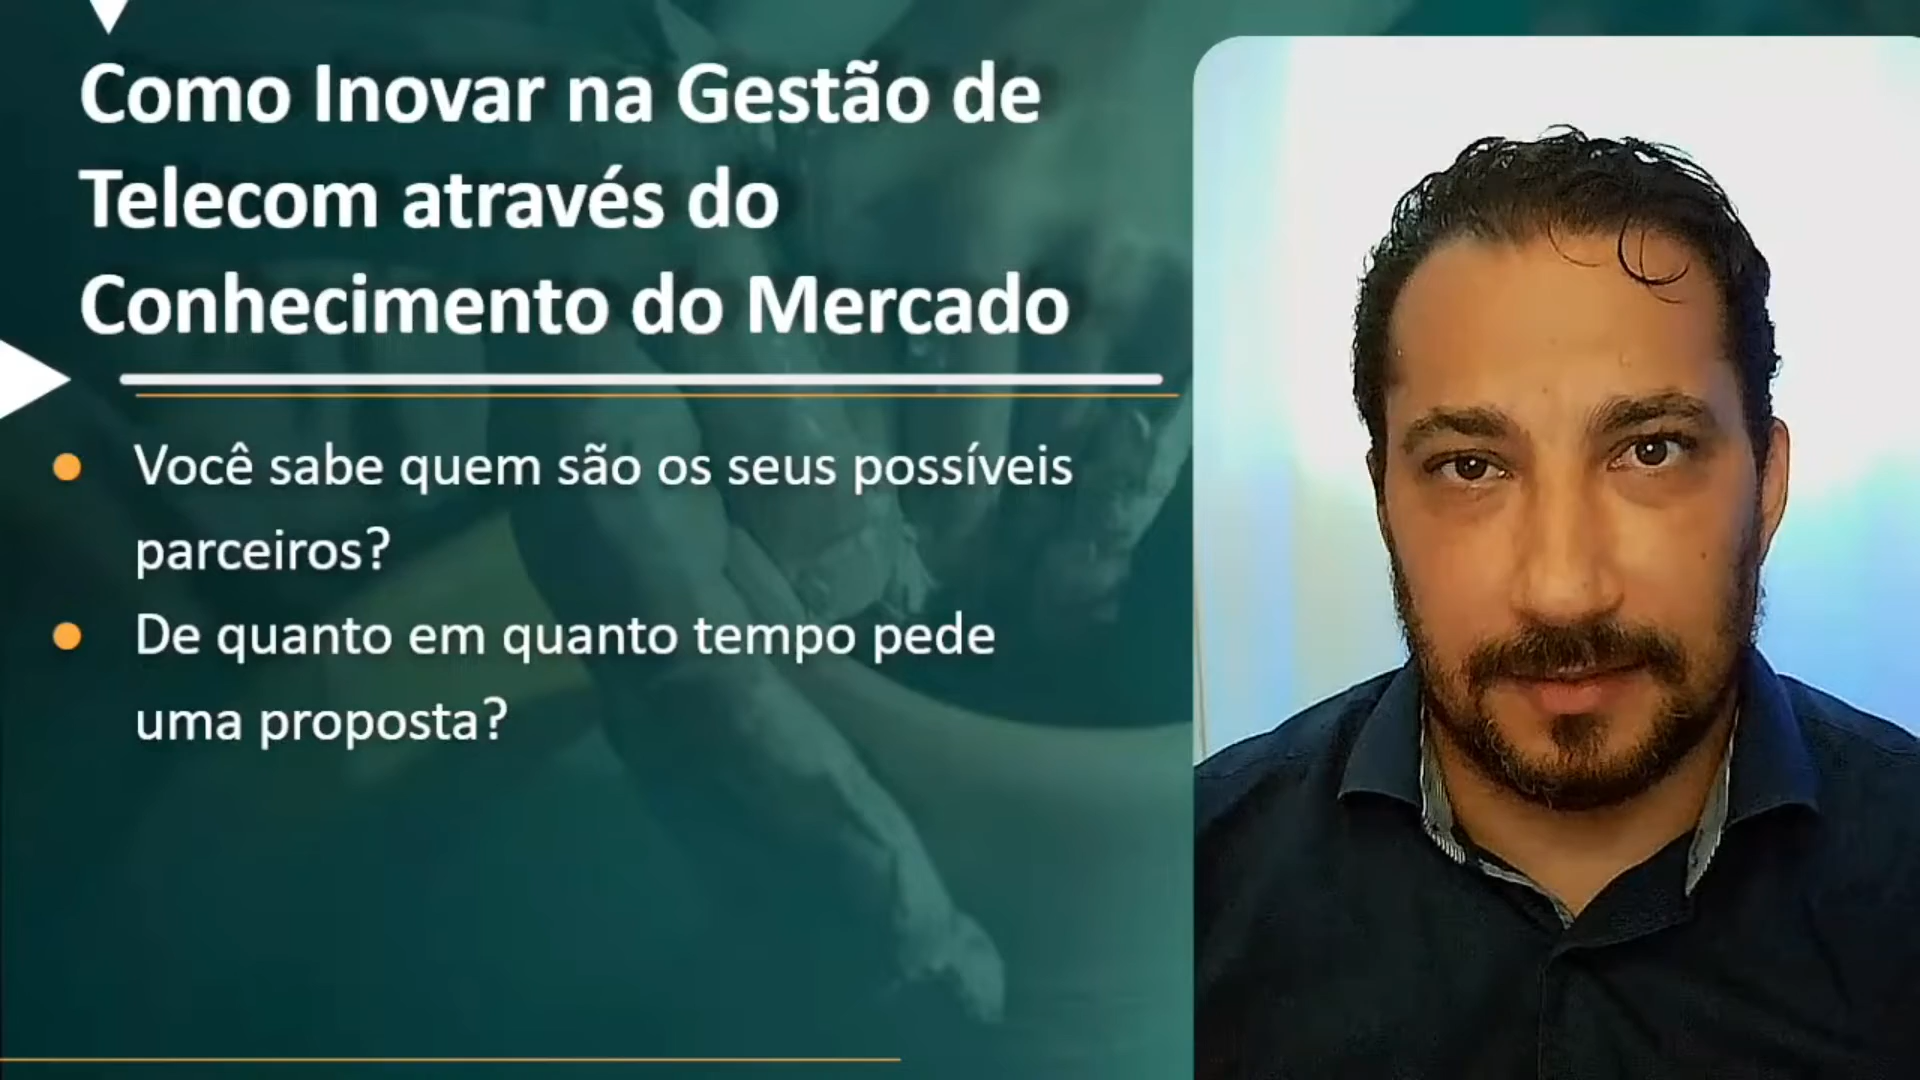 Como Inovar na Gestão de
Telecom através do
Conhecimento do Mercado
Você sabe quem são os seus possíveis
parceiros?
De quanto em quanto tempo pede
uma proposta?